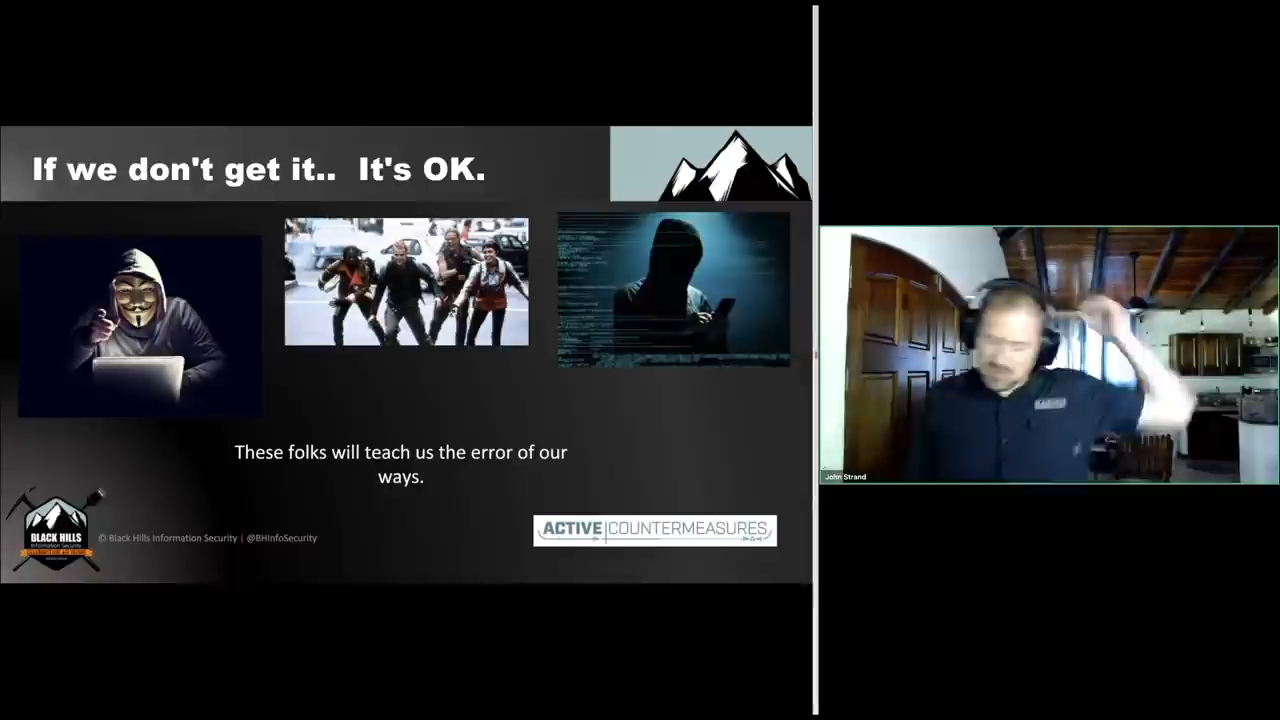 If we don't get it.. It's OK.
These folks will teach us the error of our
ways.
BLACK HILLS
Information Security
© Black Hills Information Security | @BHInfoSecurity
ACTIVE COUNTERMEASURES
John Strand